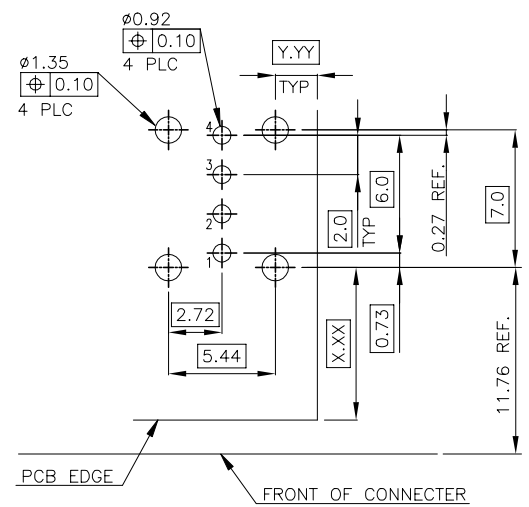 ø0.92
⌖ 0.10
4 PLC
ø1.35
⌖ 0.10
4 PLC
Y.YY
TYP
4
3
2
1
2.0
TYP
6.0
0.27 REF.
7.0
2.72
5.44
X.XX
0.73
11.76 REF.
PCB EDGE
FRONT OF CONNECTER